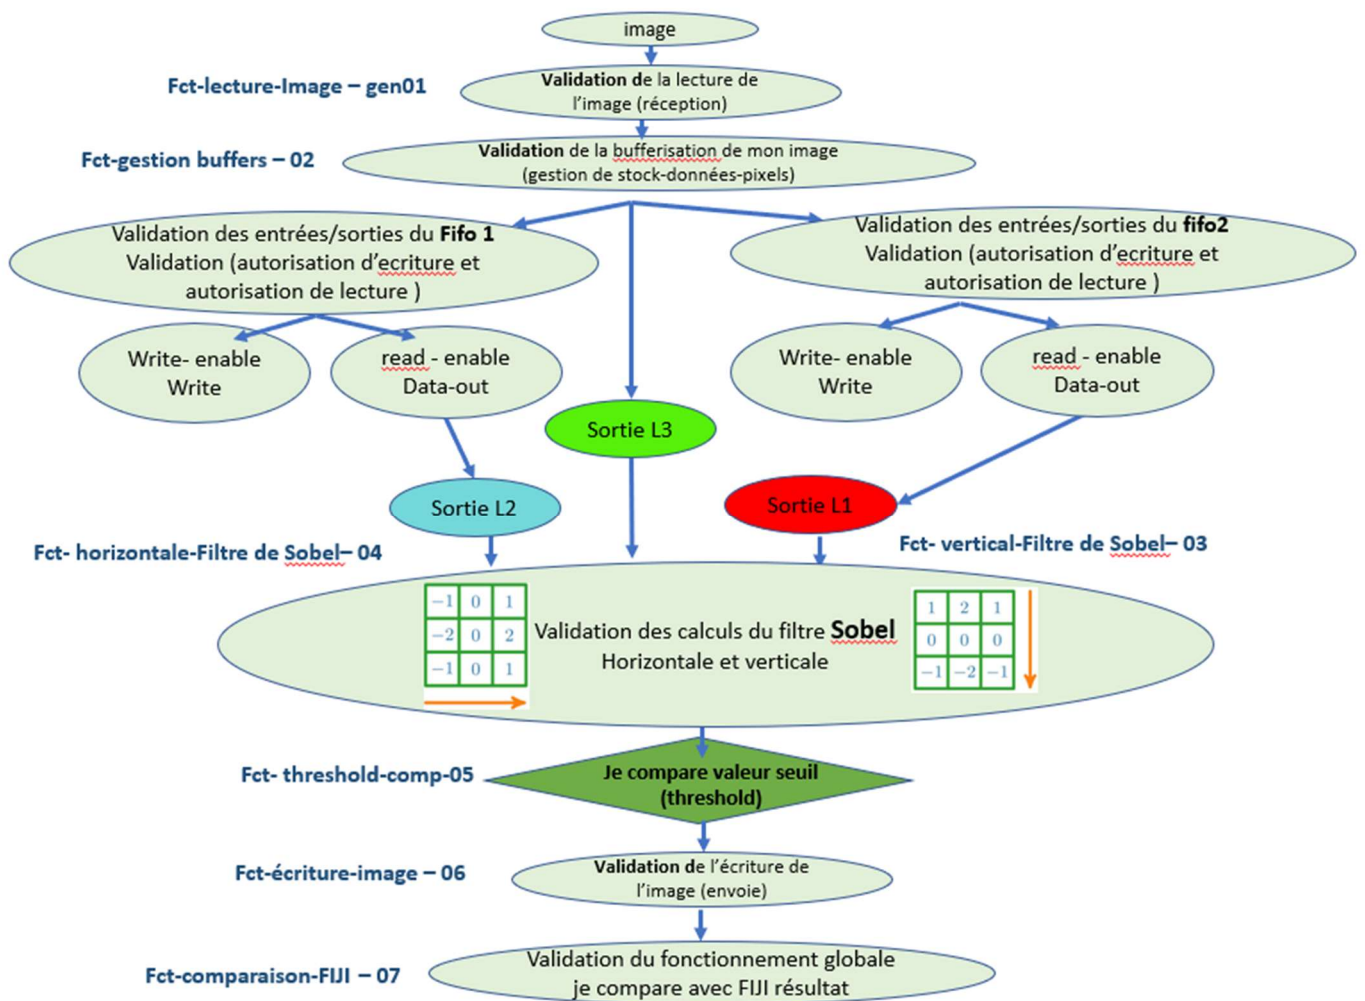 image
Fct-lecture-Image – gen01
Validation de la lecture de
l’image (réception)
Fct-gestion buffers – 02
Validation de la bufferisation de mon image
(gestion de stock-données-pixels)
Validation des entrées/sorties du Fifo 1
Validation (autorisation d’ecriture et
autorisation de lecture )
Validation des entrées/sorties du fifo2
Validation (autorisation d’ecriture et
autorisation de lecture )
Write- enable
Write
read - enable
Data-out
Write- enable
Write
read - enable
Data-out
Sortie L3
Sortie L2
Sortie L1
Fct- horizontale-Filtre de Sobel– 04
Fct- vertical-Filtre de Sobel– 03
−1 0 1
−2 0 2
−1 0 1
Validation des calculs du filtre Sobel
Horizontale et verticale
1 2 1
0 0 0
−1 −2 −1
Fct- threshold-comp-05
Je compare valeur seuil
(threshold)
Fct-écriture-image – 06
Validation de l’écriture de
l’image (envoie)
Fct-comparaison-FIJI – 07
Validation du fonctionnement globale
je compare avec FIJI résultat